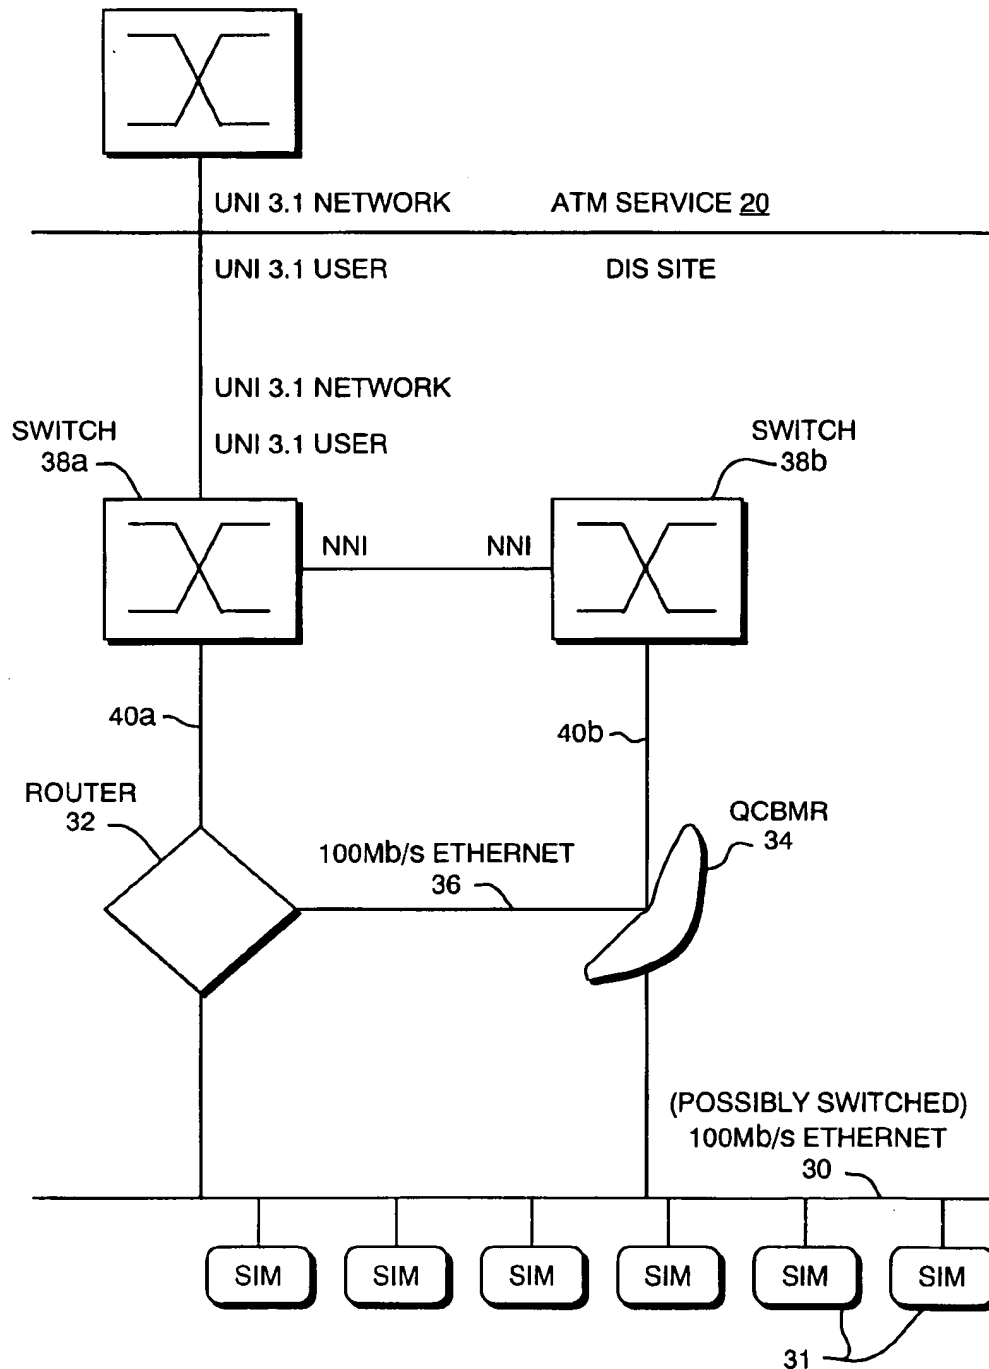 UNI 3.1 NETWORK
ATM SERVICE 20
UNI 3.1 USER
DIS SITE
UNI 3.1 NETWORK
UNI 3.1 USER
SWITCH
38a
SWITCH
38b
NNI
NNI
40a
40b
ROUTER
32
100Mb/s ETHERNET
36
QCBMR
34
(POSSIBLY SWITCHED)
100Mb/s ETHERNET
30
SIM
SIM
SIM
SIM
SIM
SIM
31